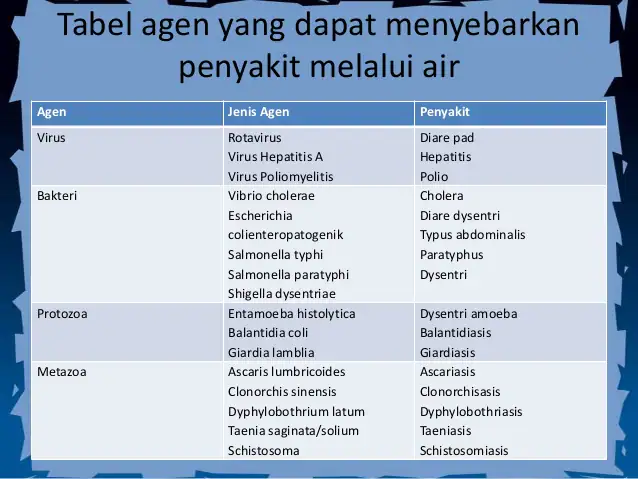 Tabel agen yang dapat menyebarkan
penyakit melalui air
Agen Jenis Agen Penyakit
Virus Rotavirus Diare pad
Virus Hepatitis A Hepatitis
Virus Poliomyelitis Polio
Bakteri Vibrio cholerae Cholera
Escherichia Diare dysentri
colienteropatogenik Typus abdominalis
Salmonella typhi Paratyphus
Salmonella paratyphi Dysentri
Shigella dysentriae
Protozoa Entamoeba histolytica Dysentri amoeba
Balantidia coli Balantidiasis
Giardia lamblia Giardiasis
Metazoa Ascaris lumbricoides Ascariasis
Clonorchis sinensis Clonorchisasis
Dyphylobothrium latum Dyphylobothriasis
Taenia saginata/solium Taeniasis
Schistosoma Schistosomiasis